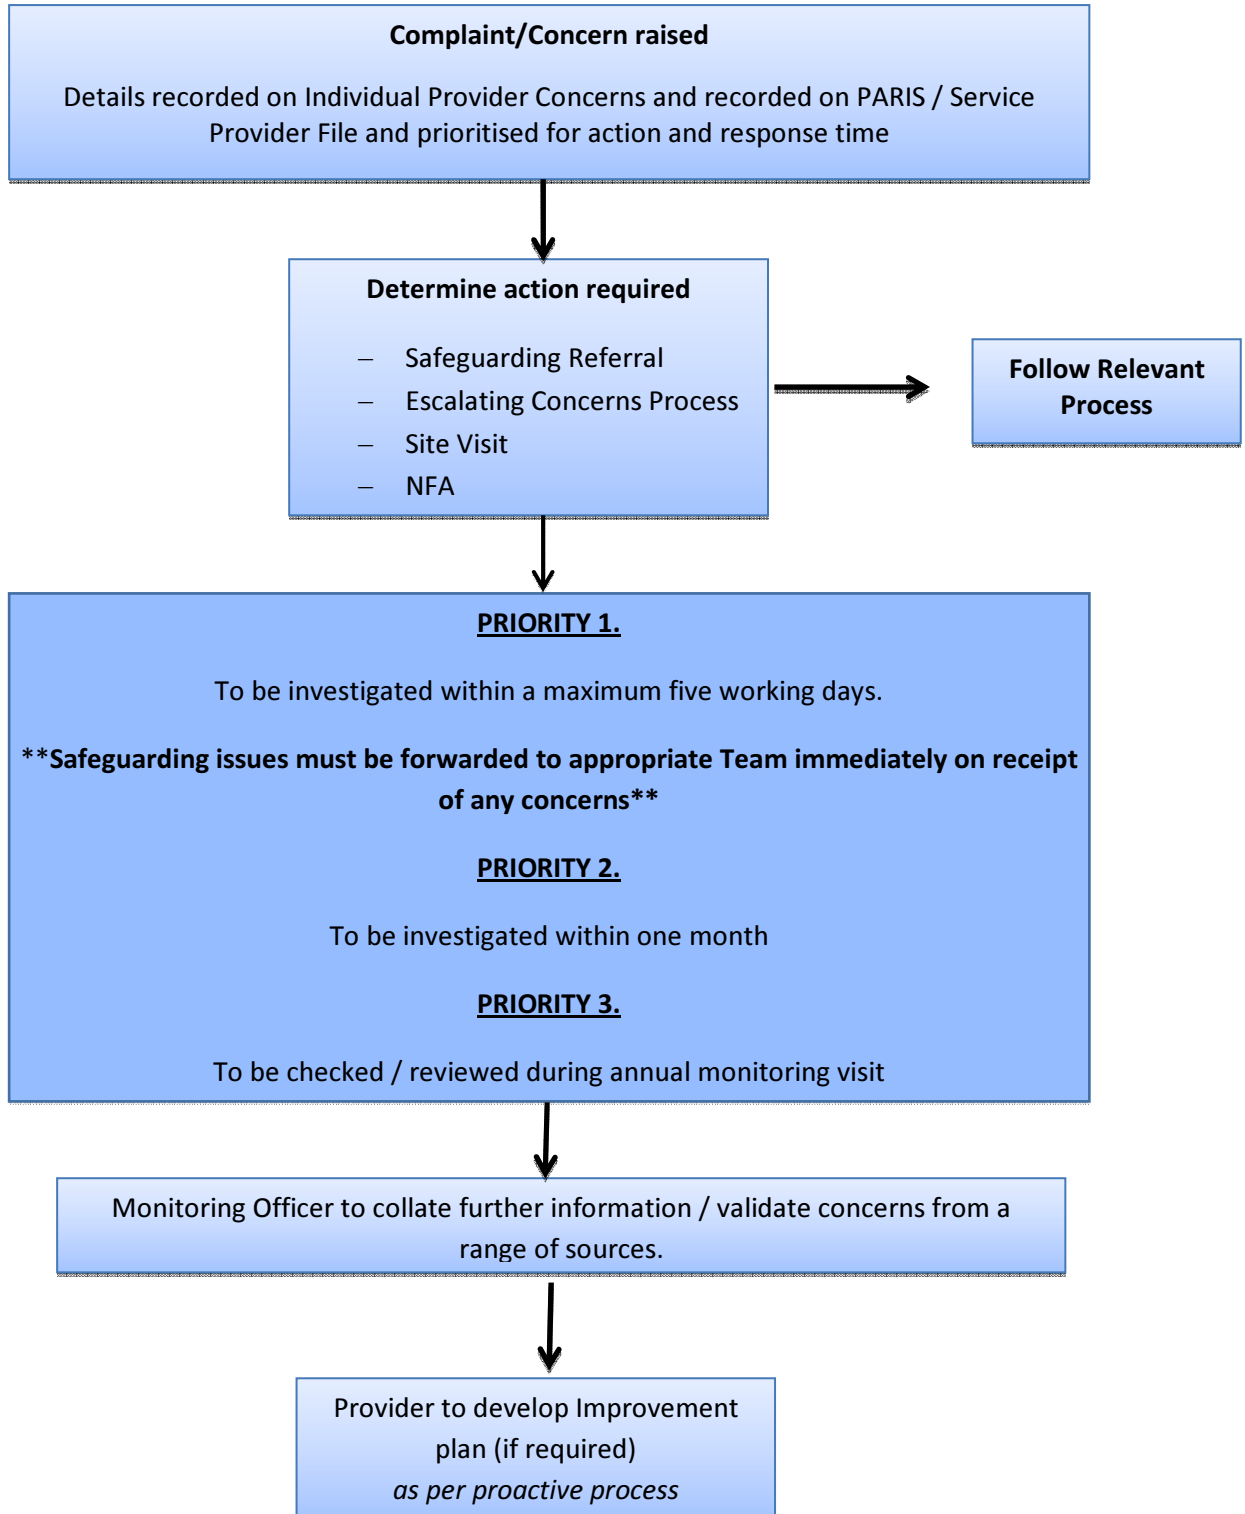 Complaint/Concern raised
Details recorded on Individual Provider Concerns and recorded on PARIS / Service
Provider File and prioritised for action and response time
Determine action required
– Safeguarding Referral
– Escalating Concerns Process
– Site Visit
– NFA
Follow Relevant
Process
PRIORITY 1.
To be investigated within a maximum five working days.
**Safeguarding issues must be forwarded to appropriate Team immediately on receipt
of any concerns**
PRIORITY 2.
To be investigated within one month
PRIORITY 3.
To be checked / reviewed during annual monitoring visit
Monitoring Officer to collate further information / validate concerns from a
range of sources.
Provider to develop Improvement
plan (if required)
as per proactive process